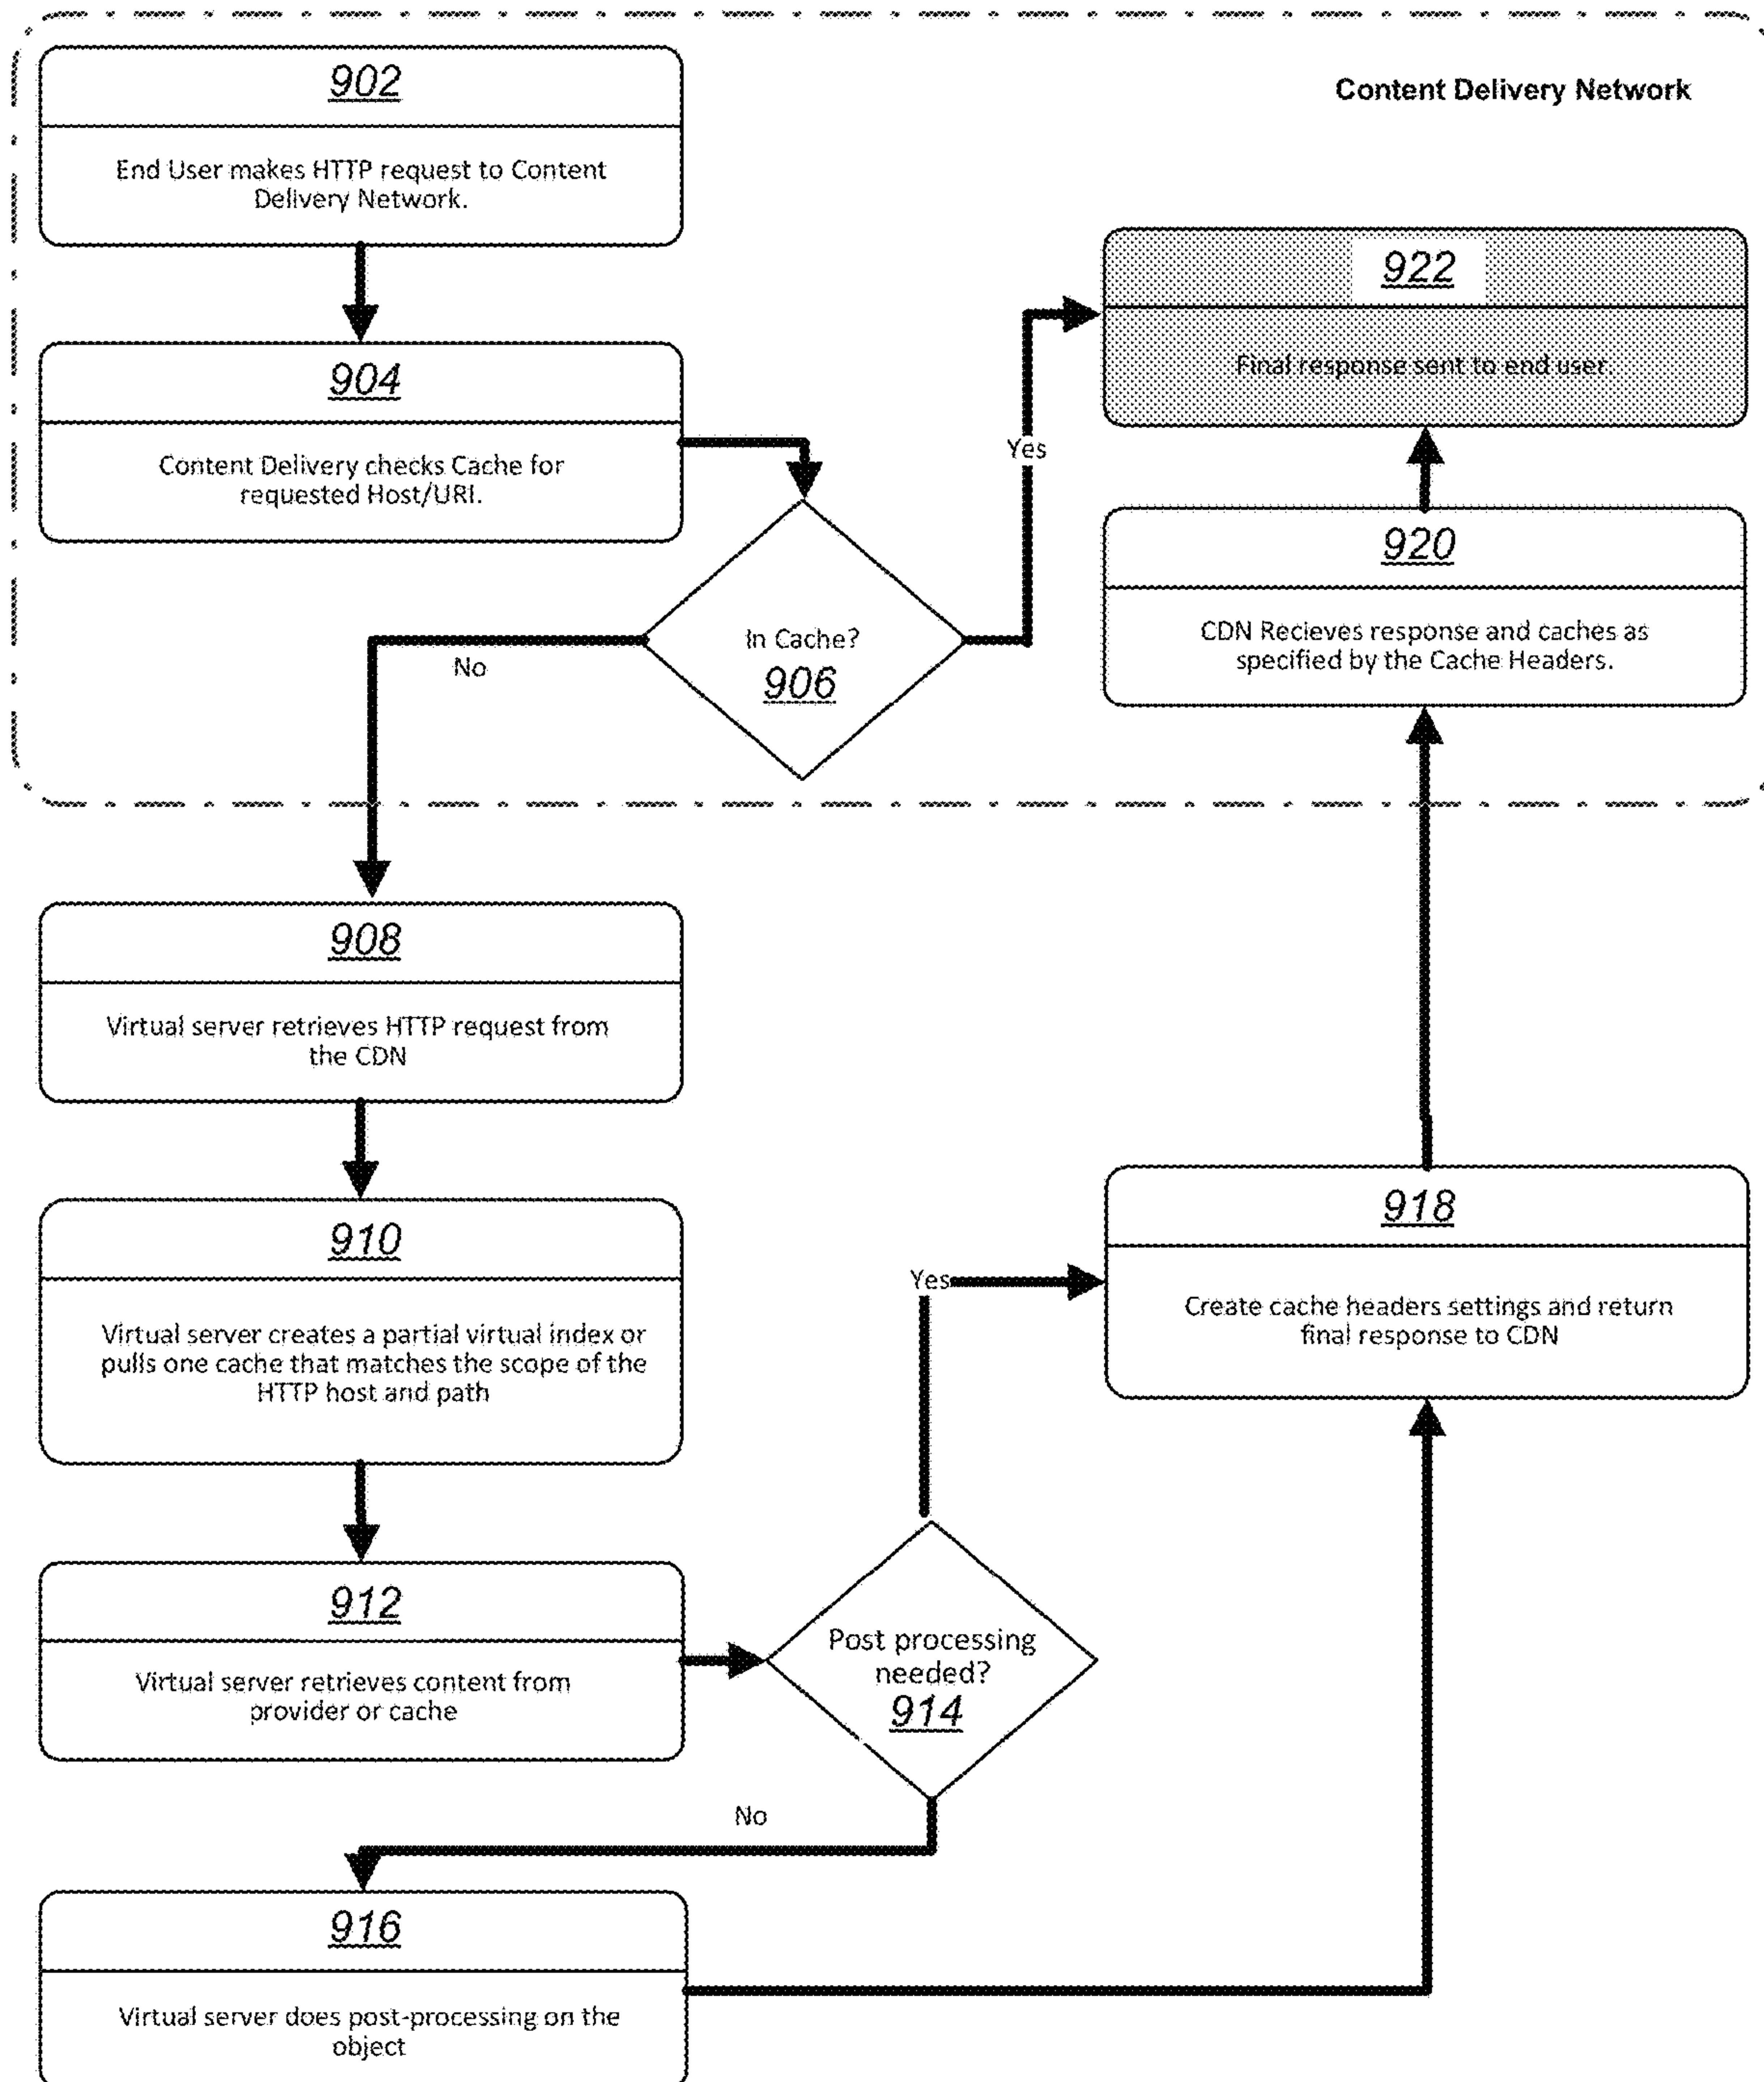 Content Delivery Network
902
End User makes HTTP request to Content
Delivery Network.
904
Content Delivery checks Cache for
requested Host/URI.
In Cache?
906
Yes
No
922
Final response sent to end user.
920
CDN Recieves response and caches as
specified by the Cache Headers.
908
Virtual server retrieves HTTP request from
the CDN
910
Virtual server creates a partial virtual index or
pulls one cache that matches the scope of the
HTTP host and path
912
Virtual server retrieves content from
provider or cache
Post processing
needed?
914
Yes
No
918
Create cache headers settings and return
final response to CDN
916
Virtual server does post-processing on the
object